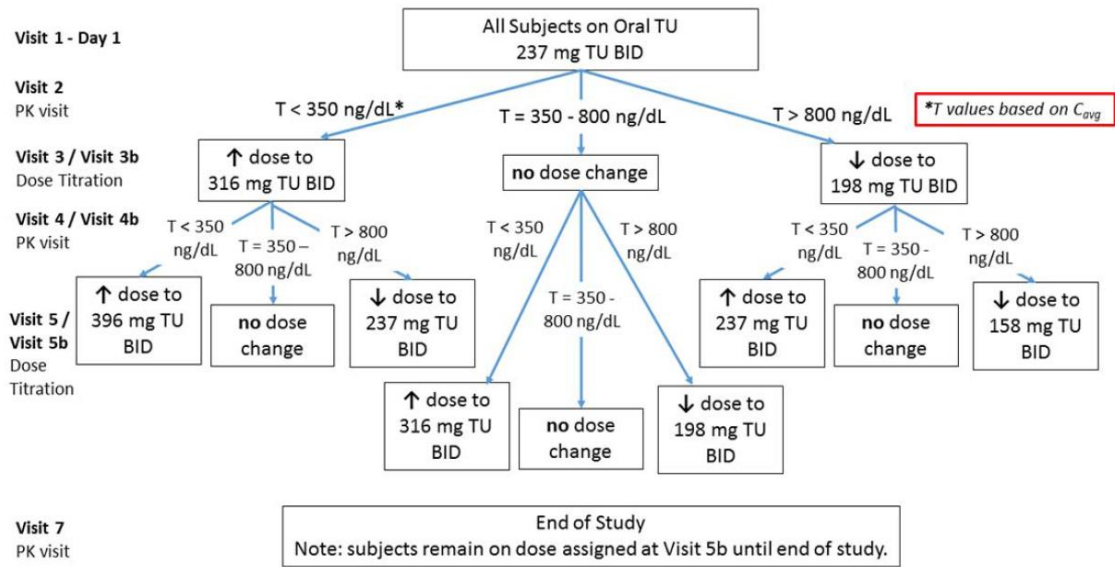 Visit 1 - Day 1
All Subjects on Oral TU
237 mg TU BID
Visit 2
PK visit
T < 350 ng/dL*
T = 350 - 800 ng/dL
T > 800 ng/dL
*T values based on Cavg
Visit 3 / Visit 3b
Dose Titration
↑ dose to
316 mg TU BID
no dose change
↓ dose to
198 mg TU BID
Visit 4 / Visit 4b
PK visit
T < 350
ng/dL
T = 350 –
800 ng/dL
T > 800
ng/dL
T < 350
ng/dL
T = 350 -
800 ng/dL
T > 800
ng/dL
T < 350
ng/dL
T = 350 –
800 ng/dL
T > 800
ng/dL
Visit 5 /
Visit 5b
Dose
Titration
↑ dose to
396 mg TU
BID
no dose
change
↓ dose to
237 mg TU
BID
↑ dose to
316 mg TU
BID
no dose
change
↓ dose to
198 mg TU
BID
↑ dose to
237 mg TU
BID
no dose
change
↓ dose to
158 mg TU
BID
Visit 7
PK visit
End of Study
Note: subjects remain on dose assigned at Visit 5b until end of study.